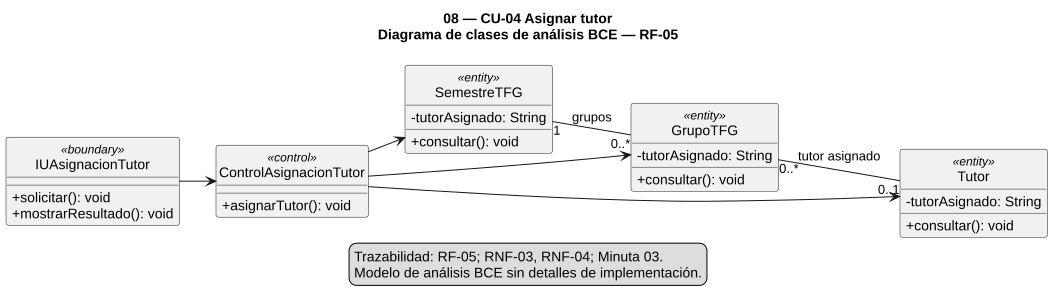 08 — CU-04 Asignar tutor
Diagrama de clases de análisis BCE — RF-05
«boundary»
IUAsignacionTutor
+solicitar(): void
+mostrarResultado(): void
«control»
ControlAsignacionTutor
+asignarTutor(): void
«entity»
SemestreTFG
-tutorAsignado: String
+consultar(): void
grupos
1
0..*
«entity»
GrupoTFG
-tutorAsignado: String
+consultar(): void
tutor asignado
0..*
0..1
«entity»
Tutor
-tutorAsignado: String
+consultar(): void
Trazabilidad: RF-05; RNF-03, RNF-04; Minuta 03.
Modelo de análisis BCE sin detalles de implementación.